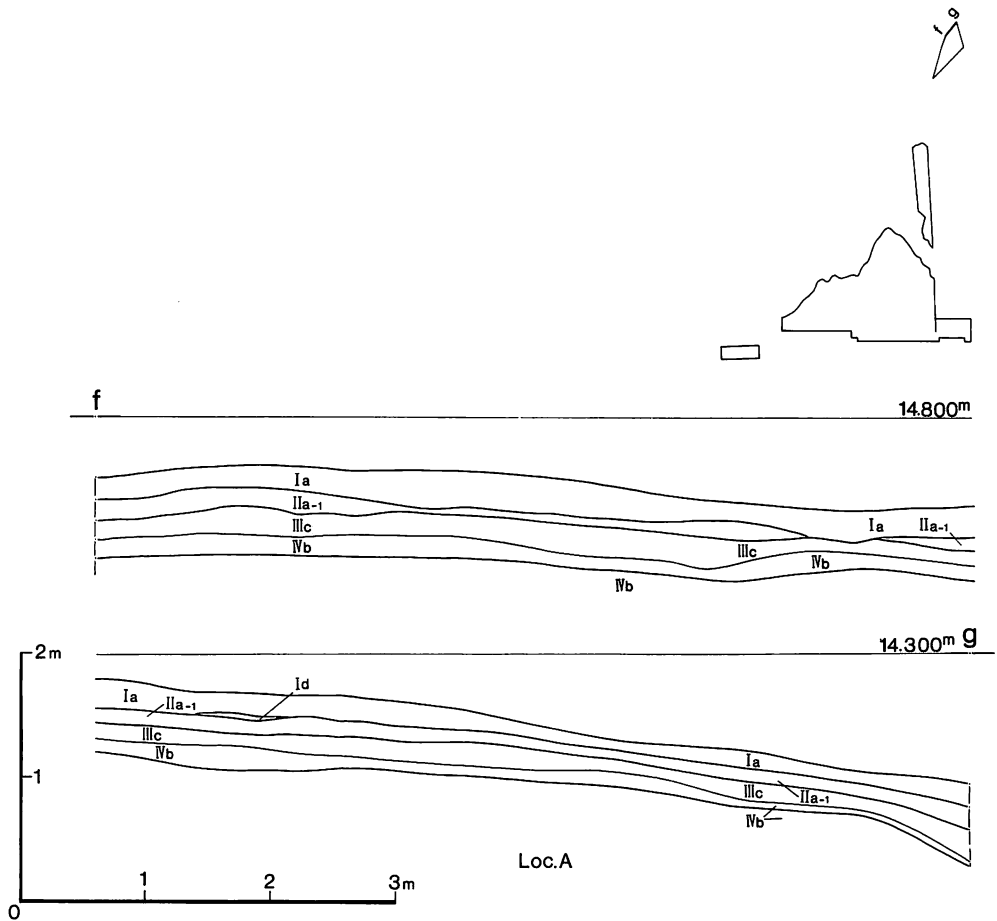 f g
f
14.800m
Ⅰa
Ⅱa-1
Ⅲc
Ⅳb
Ⅰa Ⅱa-1
Ⅲc Ⅳb
Ⅳb
2m
14.300m g
Ⅰd
Ⅰa Ⅱa-1
Ⅲc
Ⅳb
Ⅰa
1
Ⅲc Ⅱa-1
Ⅳb
Loc.A
1 2 3m
0